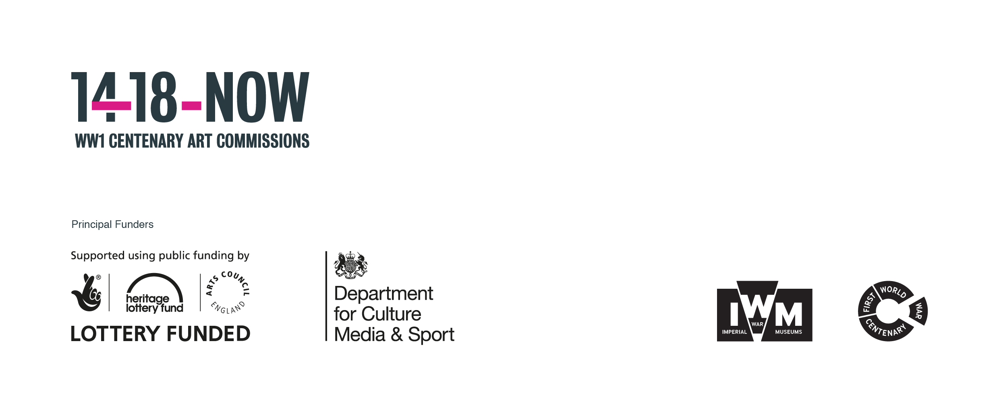 14-18-NOW
WW1 CENTENARY ART COMMISSIONS
Principal Funders
Supported using public funding by
®
heritage
lottery fund
ARTS COUNCIL
ENGLAND
LOTTERY FUNDED
Department
for Culture
Media & Sport
IWM
IMPERIAL WAR MUSEUMS
FIRST WORLD WAR CENTENARY